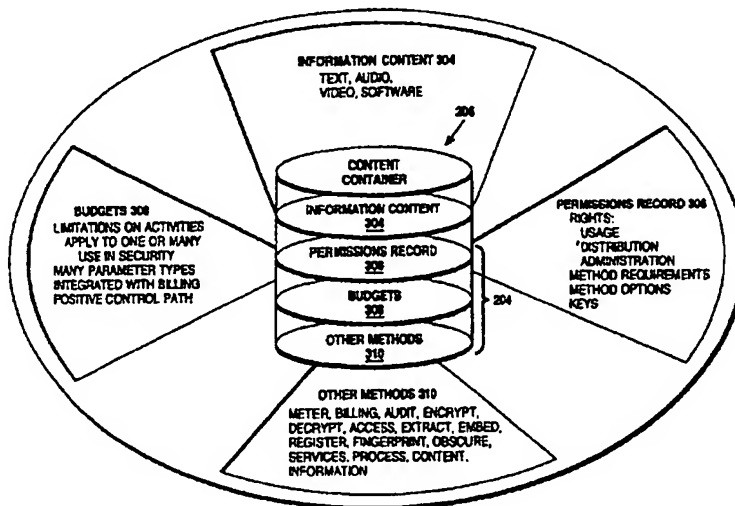 INFORMATION CONTENT 304
TEXT, AUDIO,
VIDEO, SOFTWARE
206
CONTENT
CONTAINER
INFORMATION CONTENT
304
PERMISSIONS RECORD
308
BUDGETS
308
OTHER METHODS
310
204
BUDGETS 308
LIMITATIONS ON ACTIVITIES
APPLY TO ONE OR MANY
USE IN SECURITY
MANY PARAMETER TYPES
INTEGRATED WITH BILLING
POSITIVE CONTROL PATH
PERMISSIONS RECORD 306
RIGHTS:
USAGE
DISTRIBUTION
ADMINISTRATION
METHOD REQUIREMENTS
METHOD OPTIONS
KEYS
OTHER METHODS 310
METER, BILLING, AUDIT, ENCRYPT,
DECRYPT, ACCESS, EXTRACT, EMBED,
REGISTER, FINGERPRINT, OBSCURE,
SERVICES, PROCESS, CONTENT,
INFORMATION